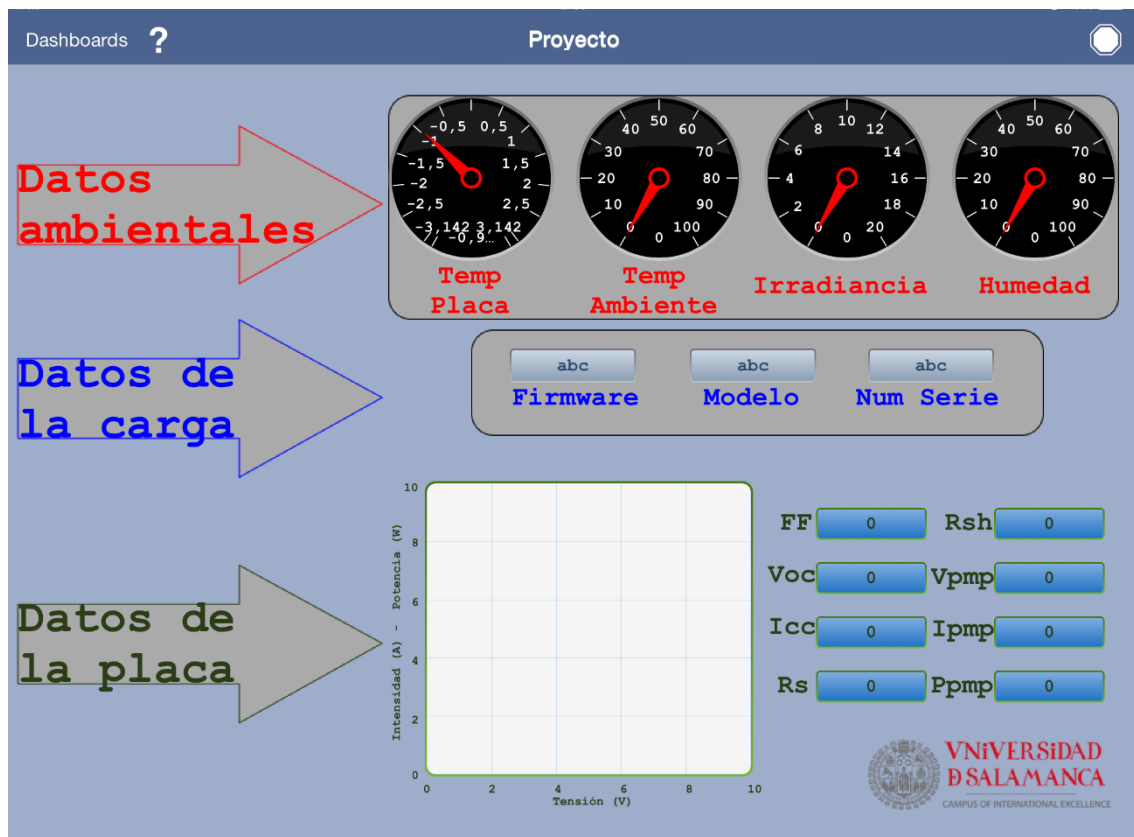 Dashboards ? Proyecto
Datos
ambientales
-0,5 0,5
-1 1
-1,5 1,5
-2 2
-2,5 2,5
-3,142 3,142
-0,9...
Temp
Placa
40 50 60
30 70
20 80
10 90
0 100
0
Temp
Ambiente
8 10 12
6 14
4 16
2 18
0 20
0
Irradiancia
40 50 60
30 70
20 80
10 90
0 100
0
Humedad
Datos de
la carga
abc abc abc
Firmware Modelo Num Serie
Datos de
la placa
Intensidad (A) - Potencia (W)
10
8
6
4
2
0
0 2 4 6 8 10
Tensión (V)
FF 0 Rsh 0
Voc 0 Vpmp 0
Icc 0 Ipmp 0
Rs 0 Ppmp 0
VNiVERSiDAD
D SALAMANCA
CAMPUS OF INTERNATIONAL EXCELLENCE